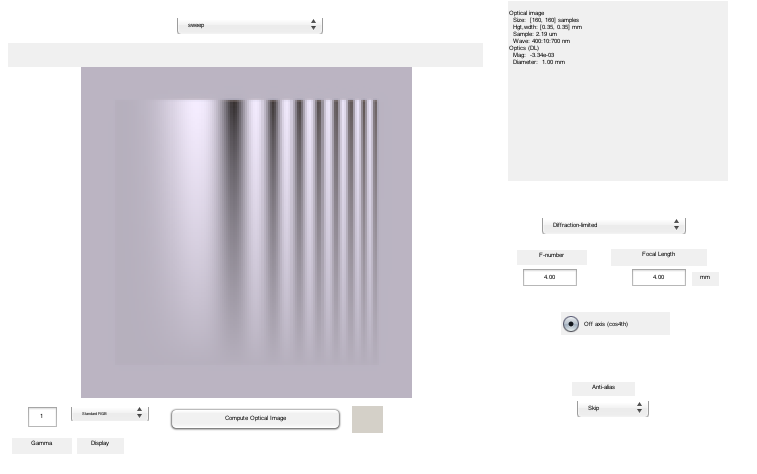 sweep
Optical image
Size: [160, 160] samples
Hgt,wdth: [0.35, 0.35] mm
Sample: 2.19 um
Wave: 400:10:700 nm
Optics (DL)
Mag: -3.34e-03
Diameter: 1.00 mm
Diffraction-limited
F-number
Focal Length
4.00
4.00
mm
Off axis (cos4th)
Anti-alias
Skip
1
Standard RGB
Compute Optical Image
Gamma
Display